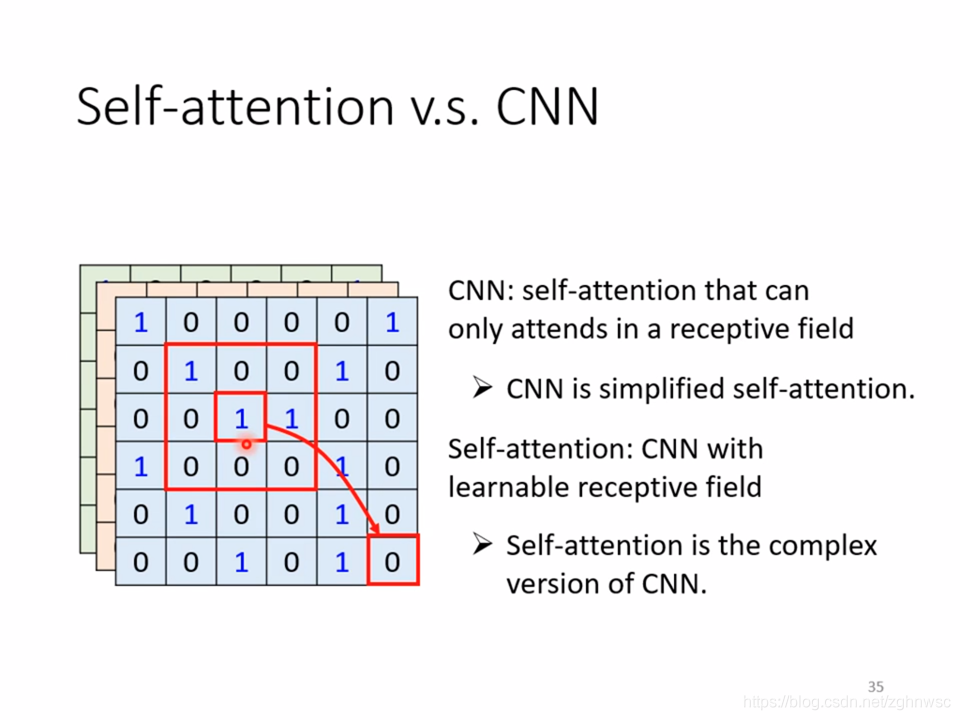 Self-attention v.s. CNN
1 0 0 0 0 1
0 1 0 0 1 0
0 0 1 1 0 0
1 0 0 0 1 0
0 1 0 0 1 0
0 0 1 0 1 0
CNN: self-attention that can
only attends in a receptive field
➤ CNN is simplified self-attention.
Self-attention: CNN with
learnable receptive field
➤ Self-attention is the complex
version of CNN.
35
https://blog.csdn.net/zghnwsc